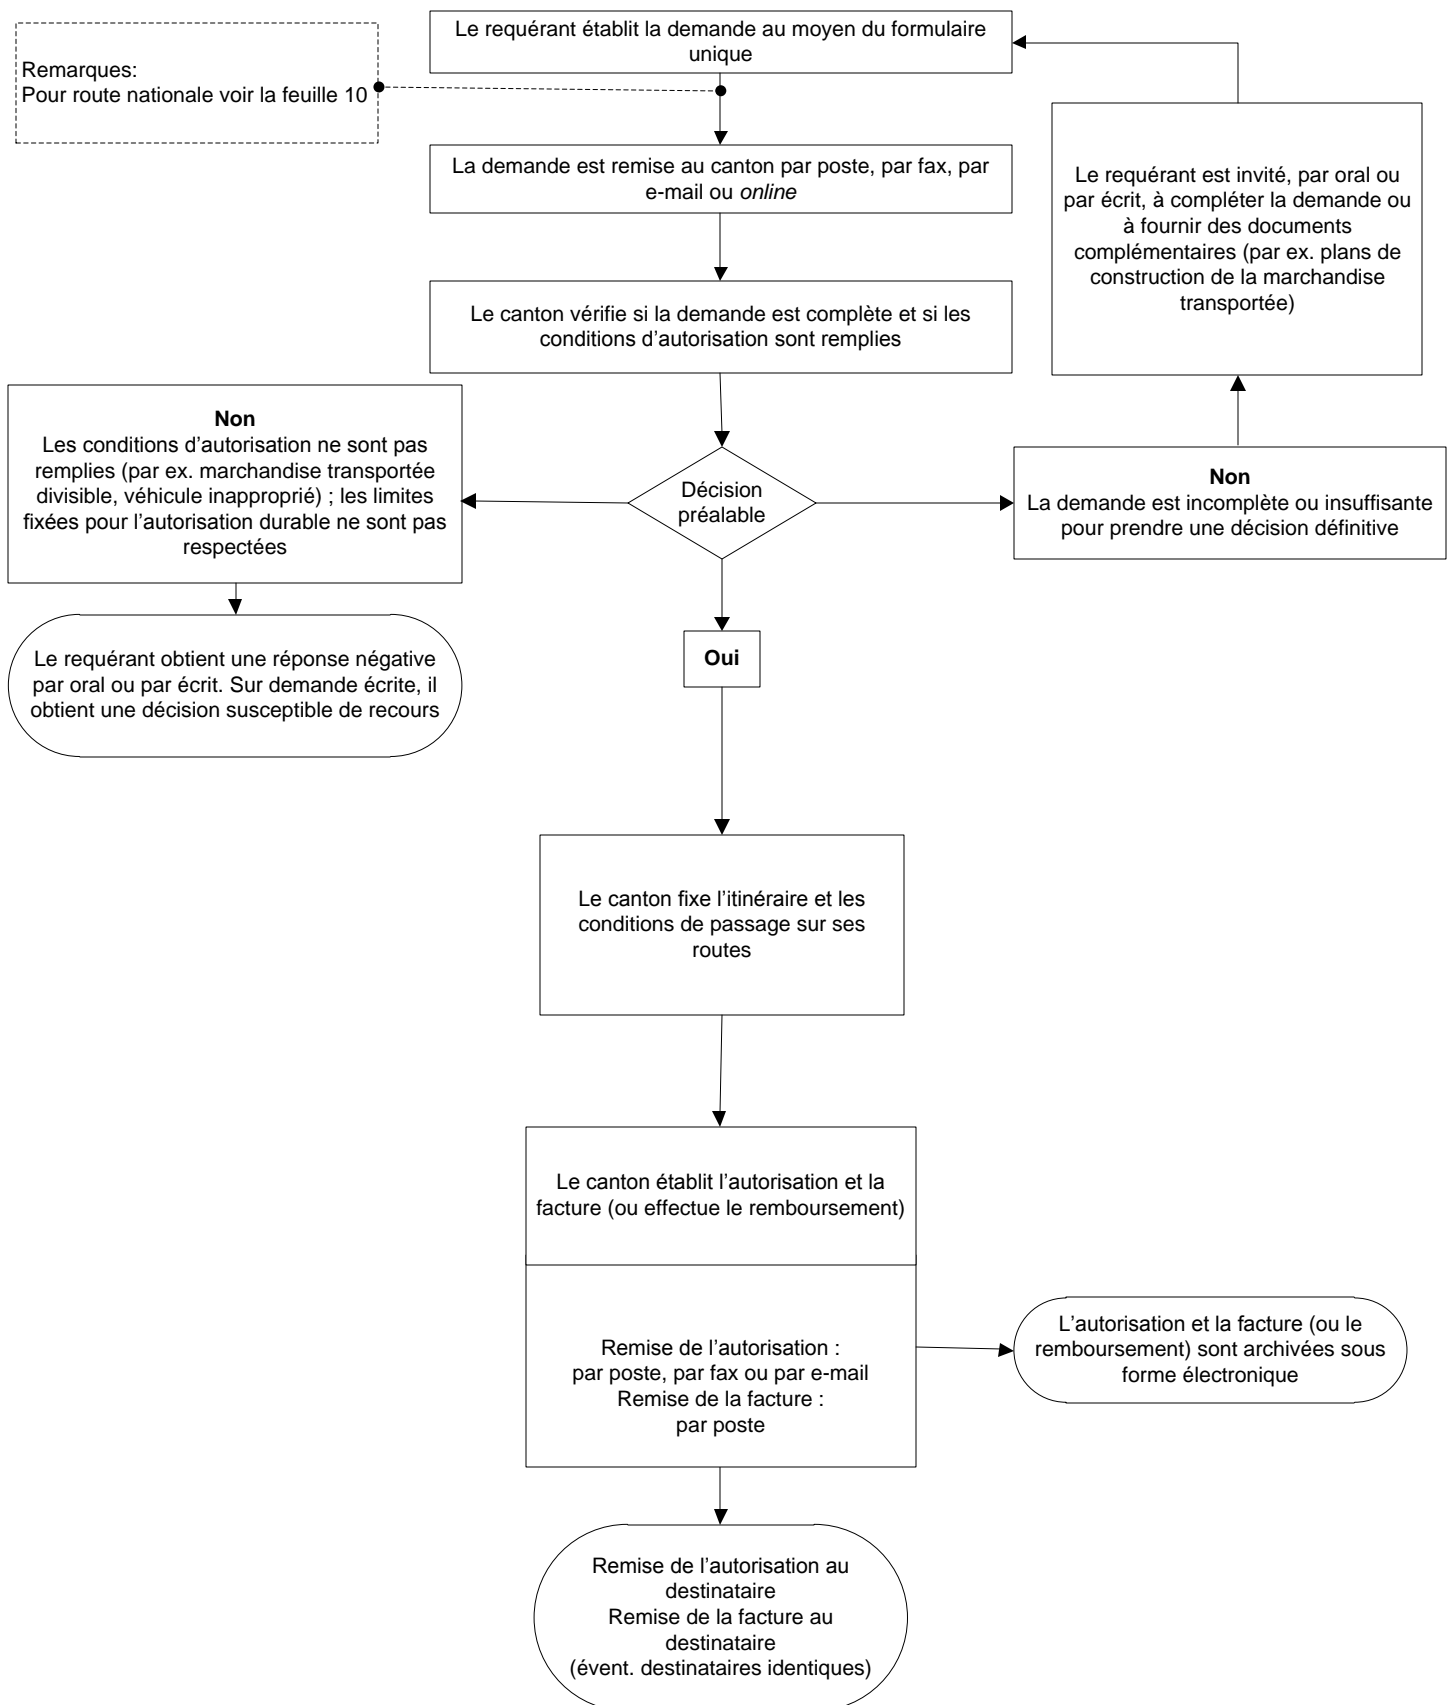 Le requérant établit la demande au moyen du formulaire
unique
Remarques:
Pour route nationale voir la feuille 10
La demande est remise au canton par poste, par fax, par
e-mail ou online
Le requérant est invité, par oral ou
par écrit, à compléter la demande ou
à fournir des documents
complémentaires (par ex. plans de
construction de la marchandise
transportée)
Le canton vérifie si la demande est complète et si les
conditions d’autorisation sont remplies
Non
Les conditions d’autorisation ne sont pas
remplies (par ex. marchandise transportée
divisible, véhicule inapproprié) ; les limites
fixées pour l’autorisation durable ne sont pas
respectées
Décision
préalable
Non
La demande est incomplète ou insuffisante
pour prendre une décision définitive
Le requérant obtient une réponse négative
par oral ou par écrit. Sur demande écrite, il
obtient une décision susceptible de recours
Oui
Le canton fixe l’itinéraire et les
conditions de passage sur ses
routes
Le canton établit l’autorisation et la
facture (ou effectue le remboursement)
Remise de l’autorisation :
par poste, par fax ou par e-mail
Remise de la facture :
par poste
L’autorisation et la facture (ou le
remboursement) sont archivées sous
forme électronique
Remise de l’autorisation au
destinataire
Remise de la facture au
destinataire
(évent. destinataires identiques)